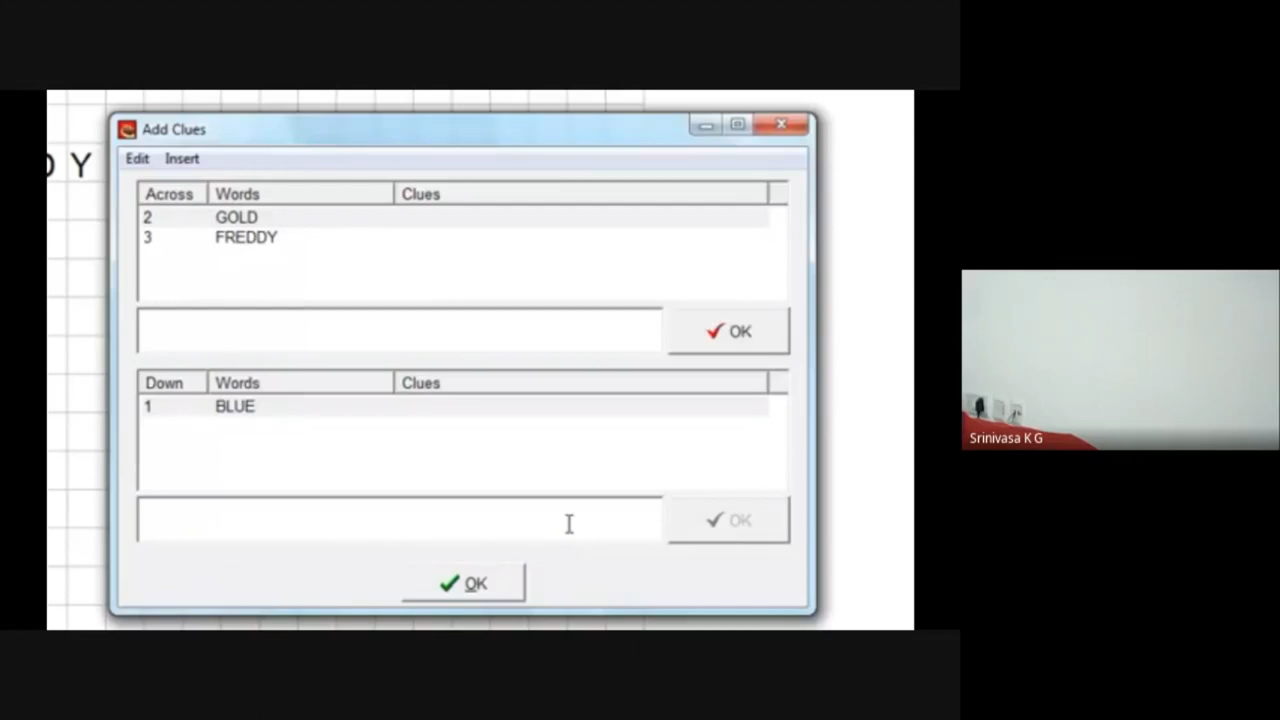 Add Clues
Edit Insert
D Y
Across Words Clues
2 GOLD
3 FREDDY
OK
Down Words Clues
1 BLUE
OK
OK
Srinivasa K G